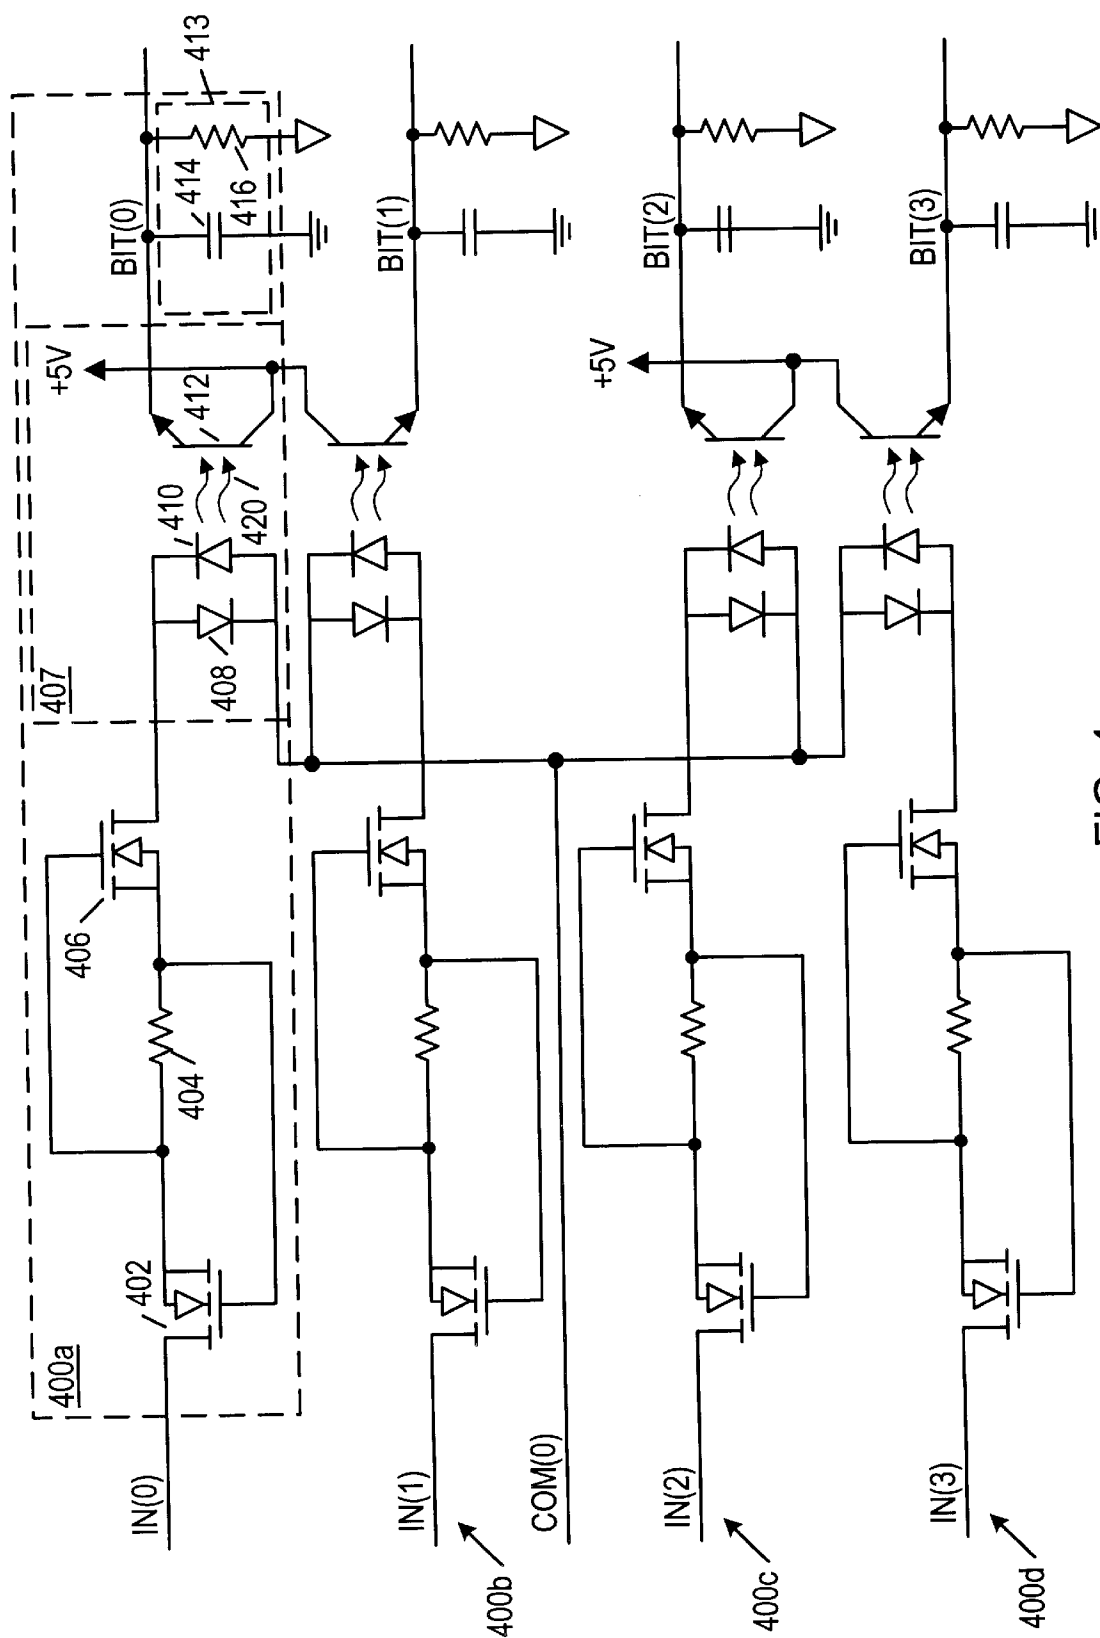 400a
IN(0)
402
404
406
407
408
410
412
420
+5V
BIT(0)
414
416
413
IN(1)
400b
BIT(1)
COM(0)
IN(2)
400c
+5V
BIT(2)
IN(3)
400d
BIT(3)